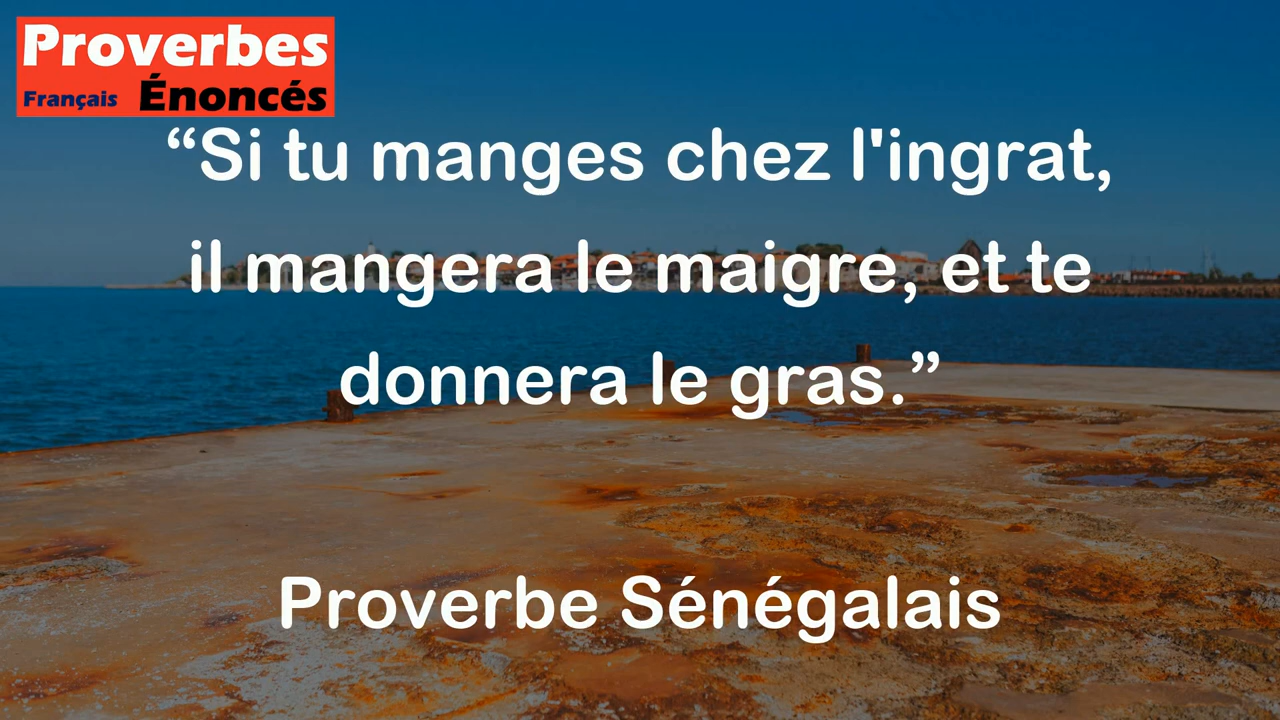 Proverbes
Français Énoncés
“Si tu manges chez l'ingrat,
il mangera le maigre, et te
donnera le gras.”
Proverbe Sénégalais